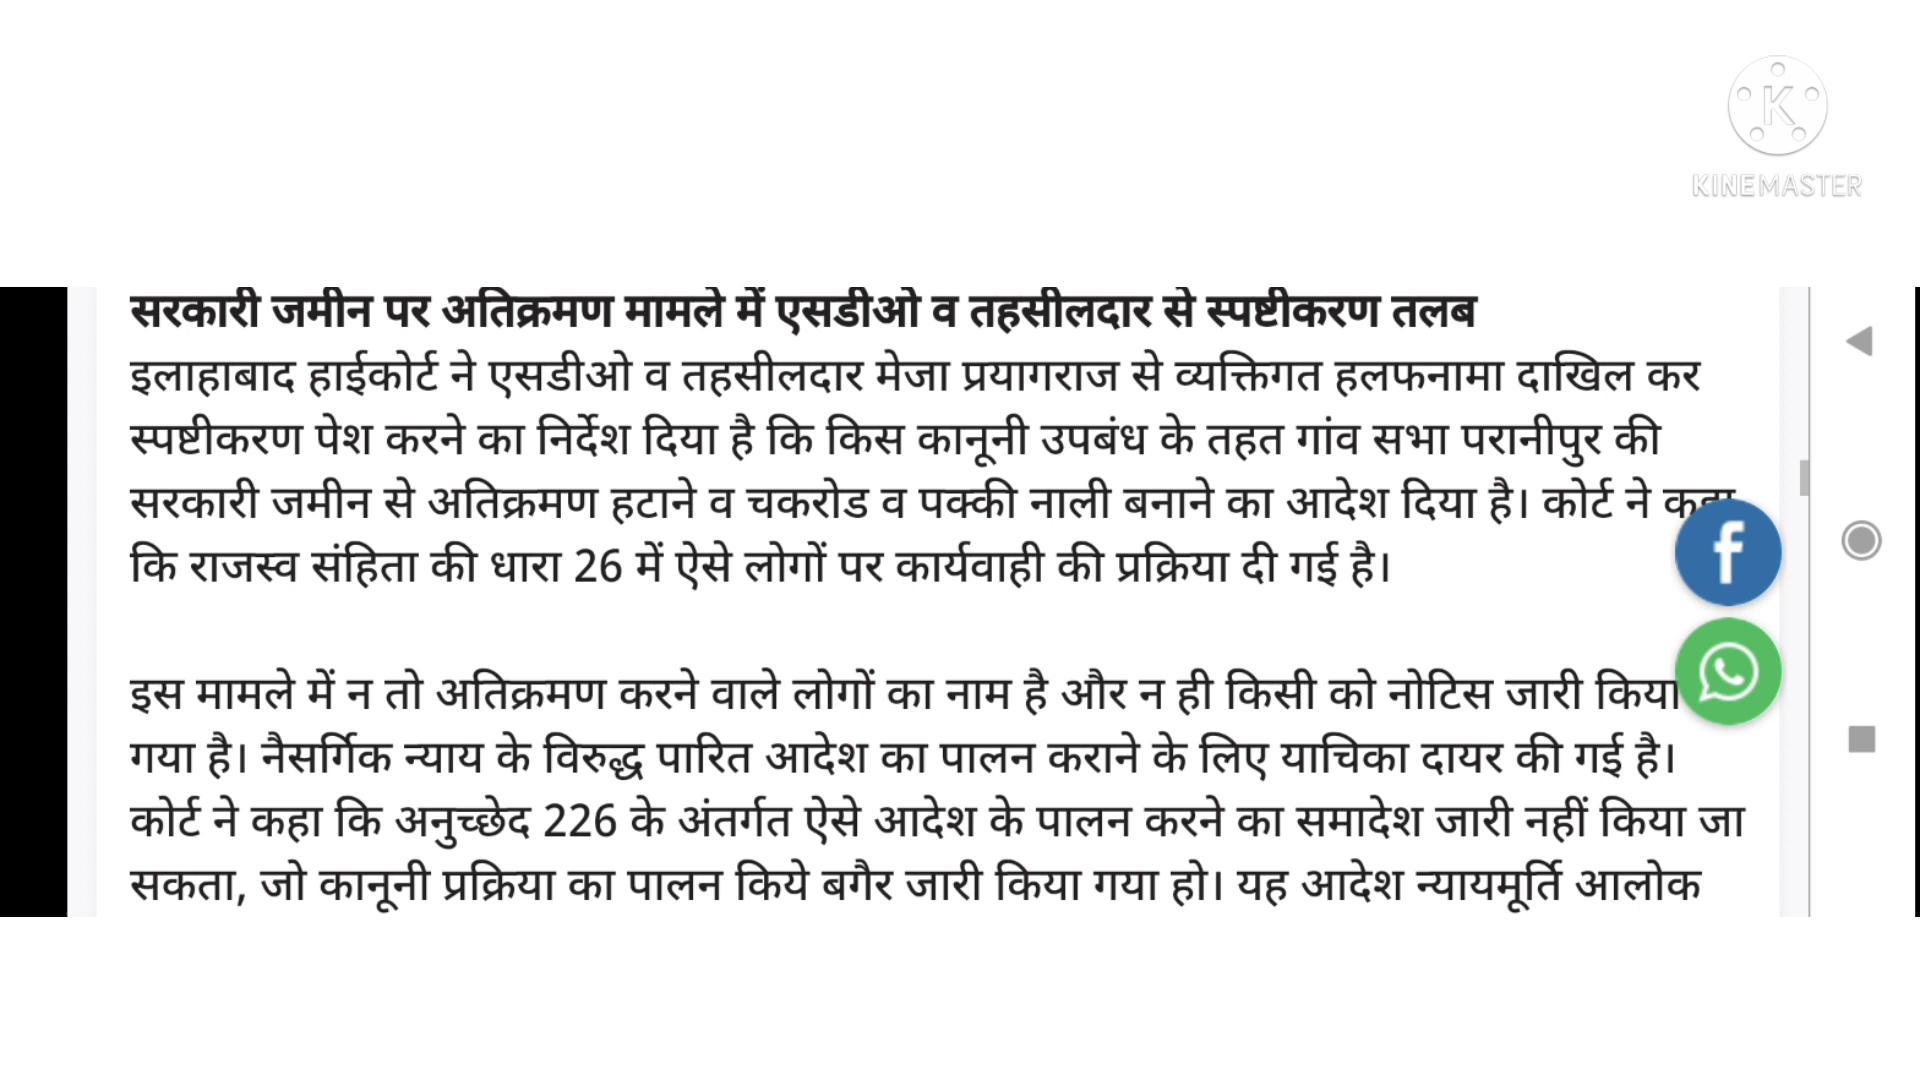 K
KINEMASTER
सरकारी जमीन पर अतिक्रमण मामले में एसडीओ व तहसीलदार से स्पष्टीकरण तलब
इलाहाबाद हाईकोर्ट ने एसडीओ व तहसीलदार मेजा प्रयागराज से व्यक्तिगत हलफनामा दाखिल कर
स्पष्टीकरण पेश करने का निर्देश दिया है कि किस कानूनी उपबंध के तहत गांव सभा परानीपुर की
सरकारी जमीन से अतिक्रमण हटाने व चकरोड व पक्की नाली बनाने का आदेश दिया है। कोर्ट ने कहा
कि राजस्व संहिता की धारा 26 में ऐसे लोगों पर कार्यवाही की प्रक्रिया दी गई है।
इस मामले में न तो अतिक्रमण करने वाले लोगों का नाम है और न ही किसी को नोटिस जारी किया
गया है। नैसर्गिक न्याय के विरुद्ध पारित आदेश का पालन कराने के लिए याचिका दायर की गई है।
कोर्ट ने कहा कि अनुच्छेद 226 के अंतर्गत ऐसे आदेश के पालन करने का समादेश जारी नहीं किया जा
सकता, जो कानूनी प्रक्रिया का पालन किये बगैर जारी किया गया हो। यह आदेश न्यायमूर्ति आलोक